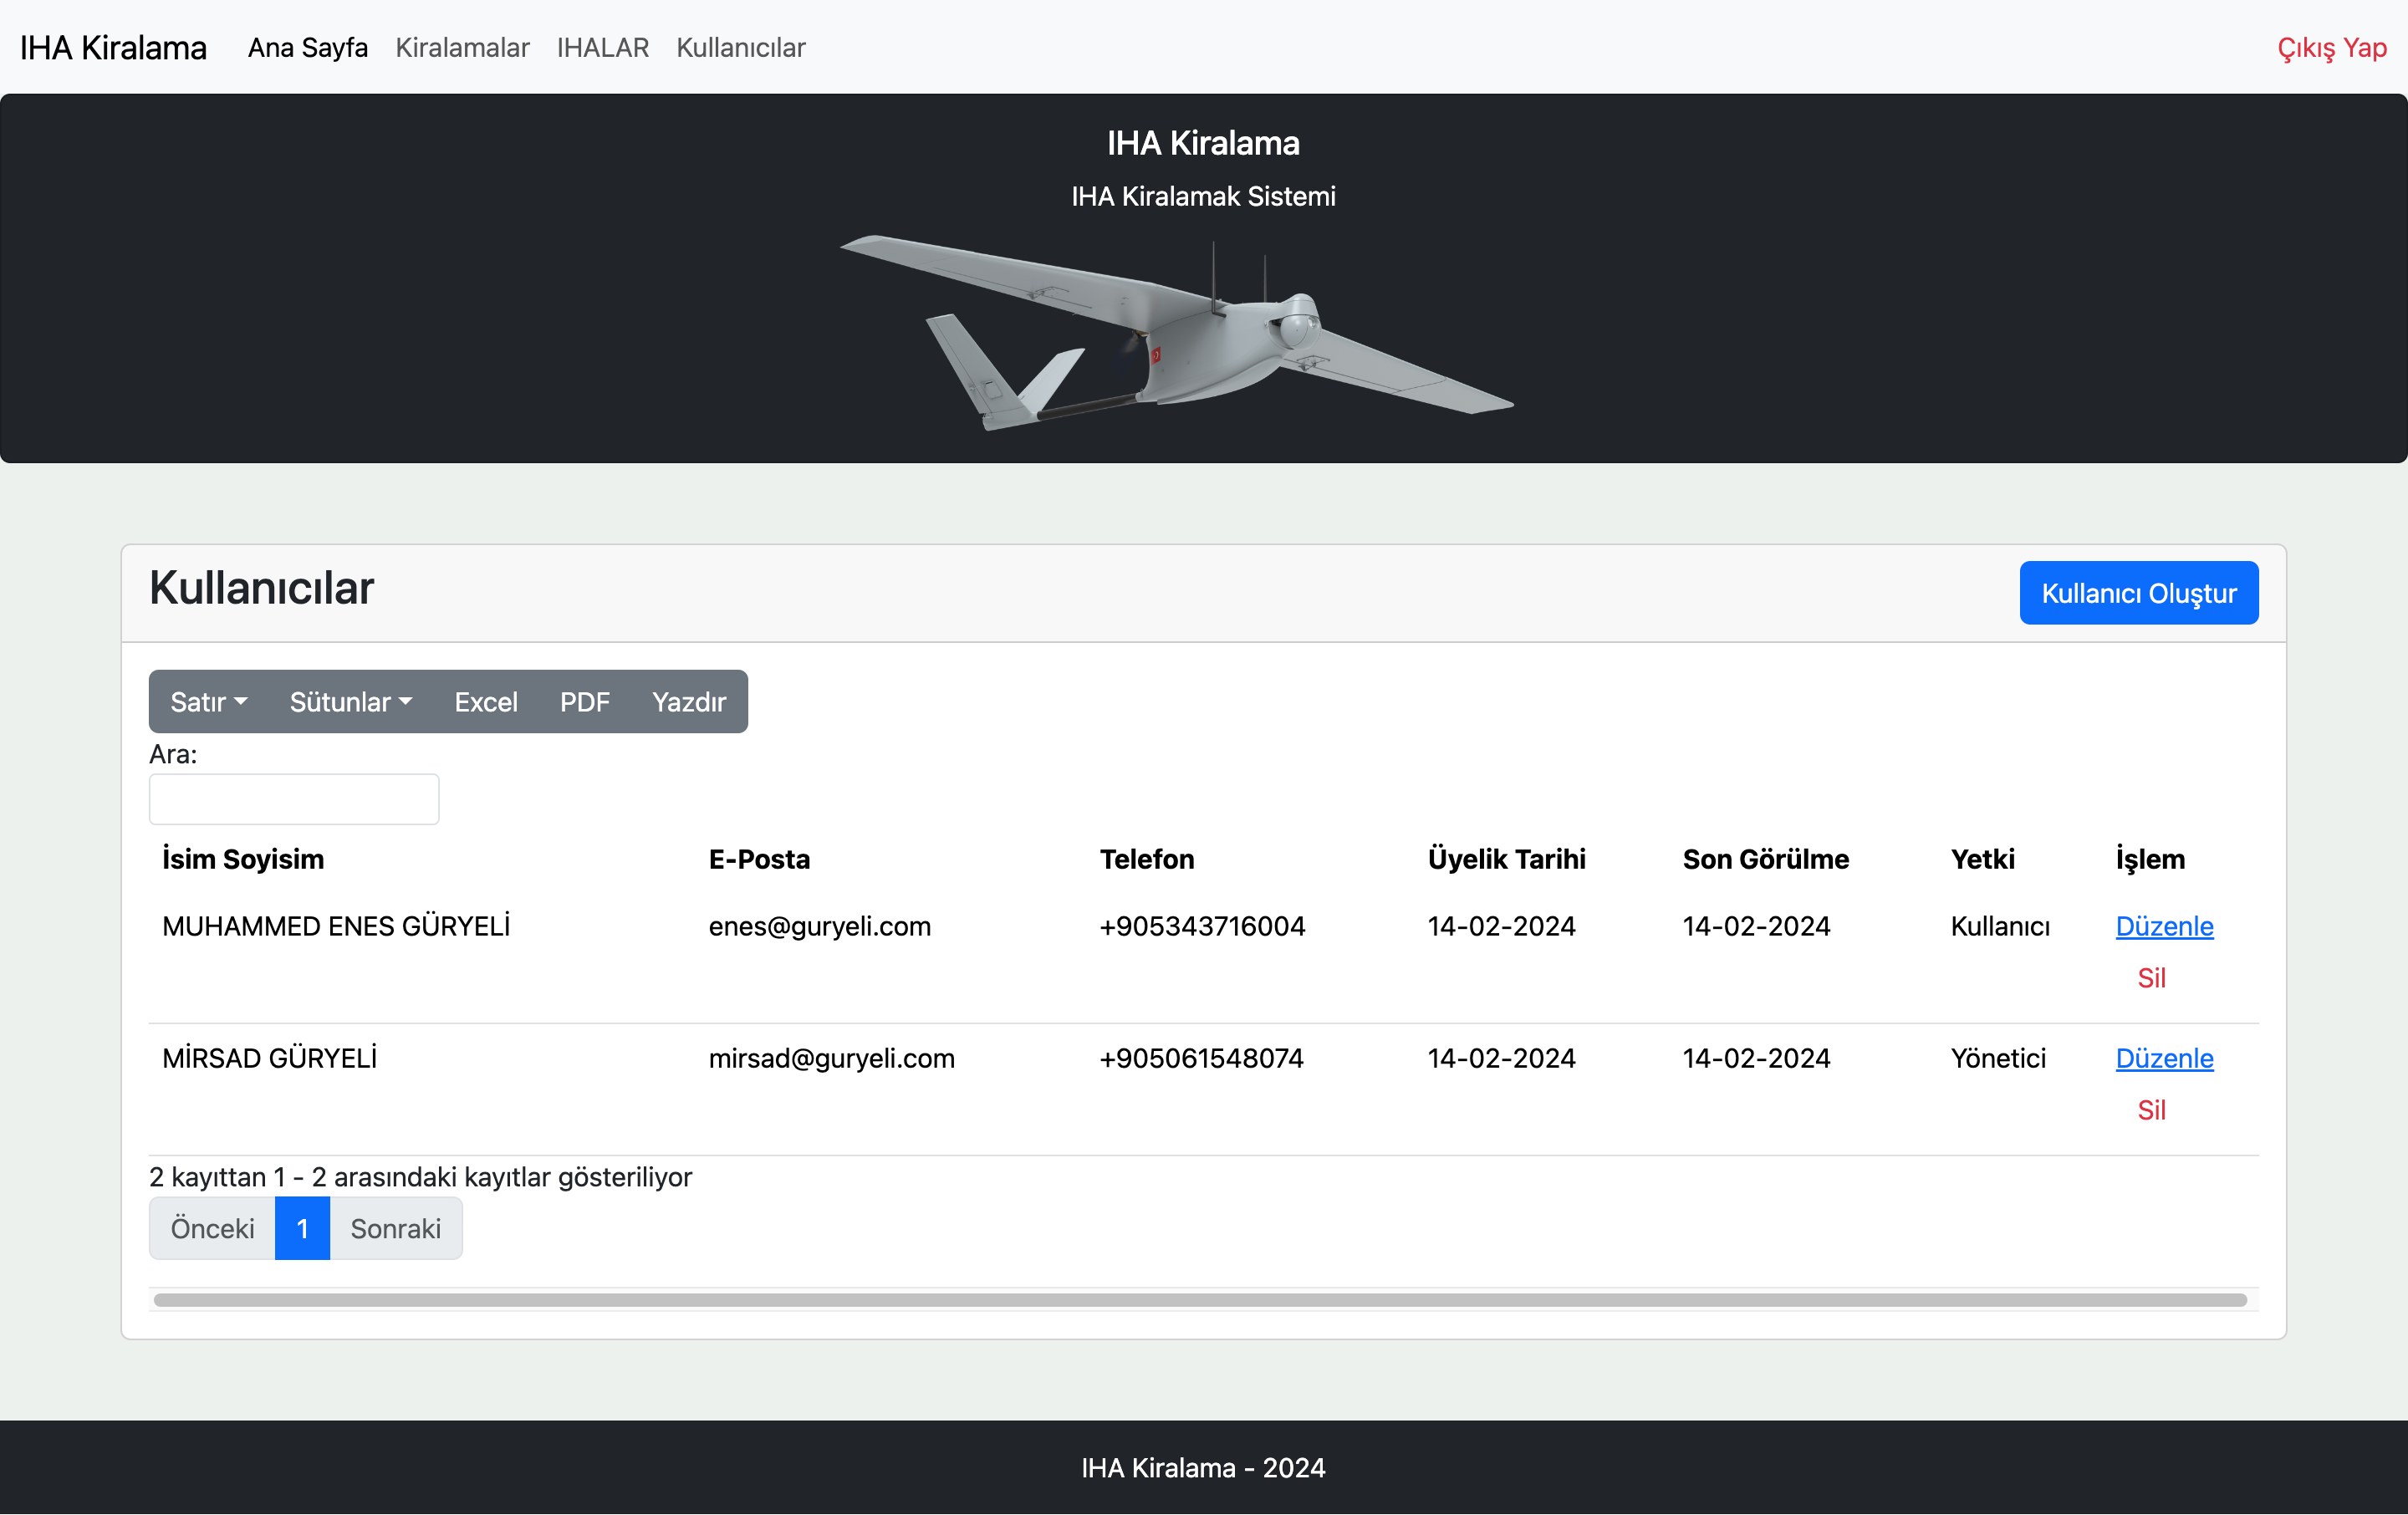 IHA Kiralama Ana Sayfa Kiralamalar IHALAR Kullanıcılar Çıkış Yap
IHA Kiralama
IHA Kiralamak Sistemi
Kullanıcılar Kullanıcı Oluştur
Satır Sütunlar Excel PDF Yazdır
Ara:
İsim Soyisim E-Posta Telefon Üyelik Tarihi Son Görülme Yetki İşlem
MUHAMMED ENES GÜRYELİ enes@guryeli.com +905343716004 14-02-2024 14-02-2024 Kullanıcı Düzenle
Sil
MİRSAD GÜRYELİ mirsad@guryeli.com +905061548074 14-02-2024 14-02-2024 Yönetici Düzenle
Sil
2 kayıttan 1 - 2 arasındaki kayıtlar gösteriliyor
Önceki 1 Sonraki
IHA Kiralama - 2024